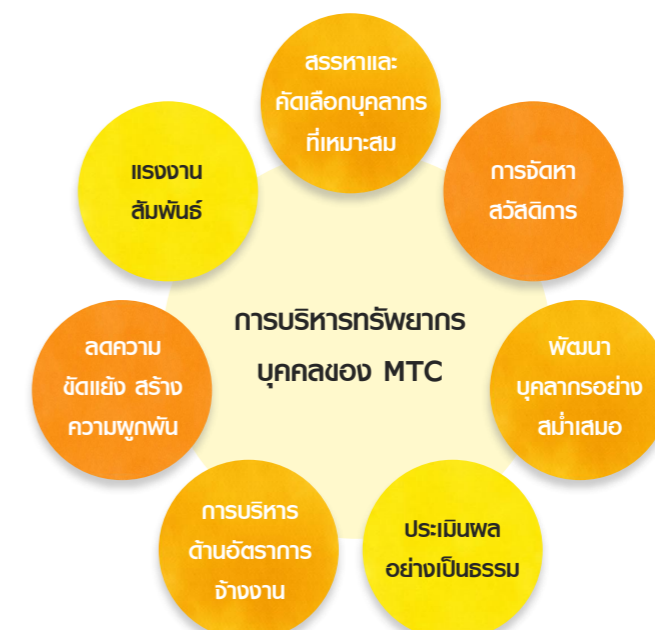 สรรหาและ
คัดเลือกบุคลากร
ที่เหมาะสม
การจัดหา
สวัสดิการ
พัฒนา
บุคลากรอย่าง
สม่ำเสมอ
ประเมินผล
อย่างเป็นธรรม
การบริหาร
ด้านอัตราการ
จ้างงาน
ลดความ
ขัดแย้ง สร้าง
ความผูกพัน
แรงงาน
สัมพันธ์
การบริหารทรัพยากร
บุคคลของ MTC